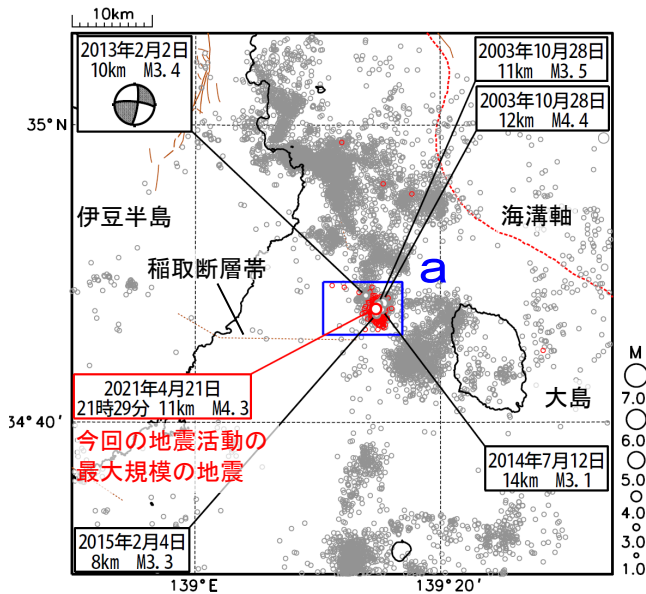 10km
2013年2月2日
10km M3.4
2003年10月28日
11km M3.5
2003年10月28日
12km M4.4
35°N
伊豆半島
海溝軸
稲取断層帯
a
2021年4月21日
21時29分 11km M4.3
今回の地震活動の
最大規模の地震
大島
34°40'
2014年7月12日
14km M3.1
2015年2月4日
8km M3.3
M
7.0
6.0
5.0
4.0
3.0
1.0
139°E
139°20'